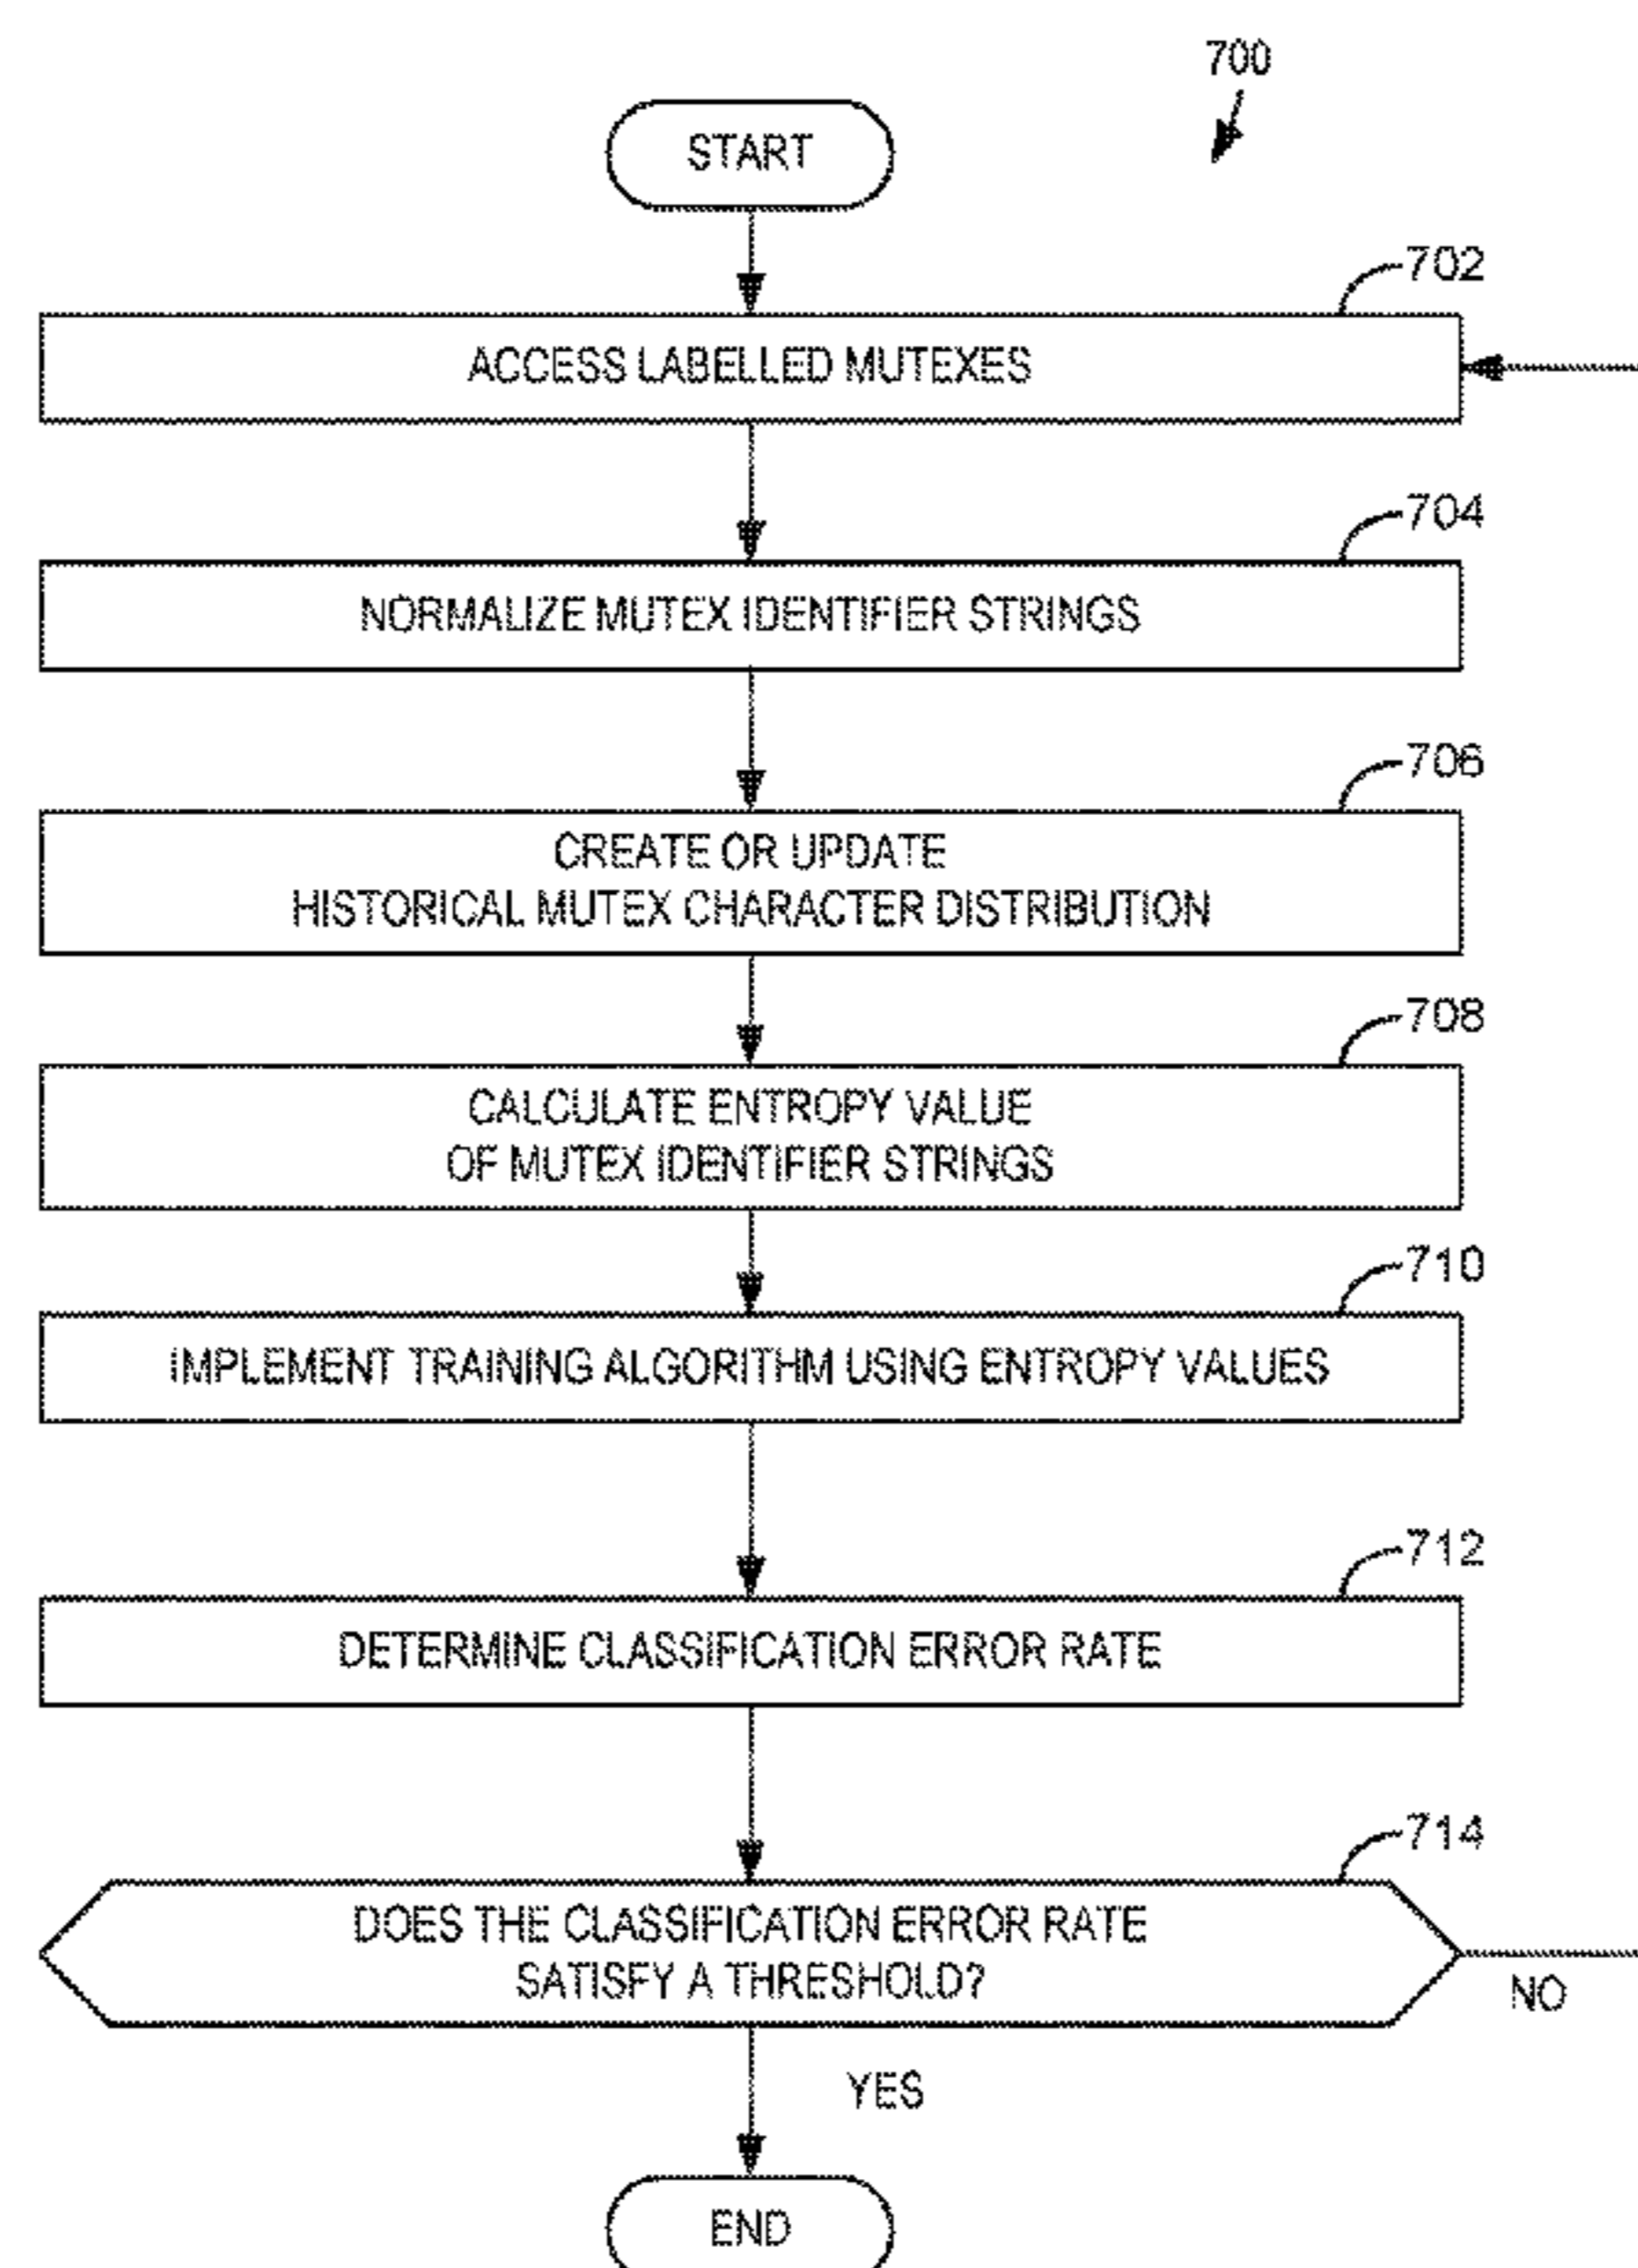 700
START
702
ACCESS LABELLED MUTEXES
704
NORMALIZE MUTEX IDENTIFIER STRINGS
706
CREATE OR UPDATE
HISTORICAL MUTEX CHARACTER DISTRIBUTION
708
CALCULATE ENTROPY VALUE
OF MUTEX IDENTIFIER STRINGS
710
IMPLEMENT TRAINING ALGORITHM USING ENTROPY VALUES
712
DETERMINE CLASSIFICATION ERROR RATE
714
DOES THE CLASSIFICATION ERROR RATE
SATISFY A THRESHOLD?
NO
YES
END